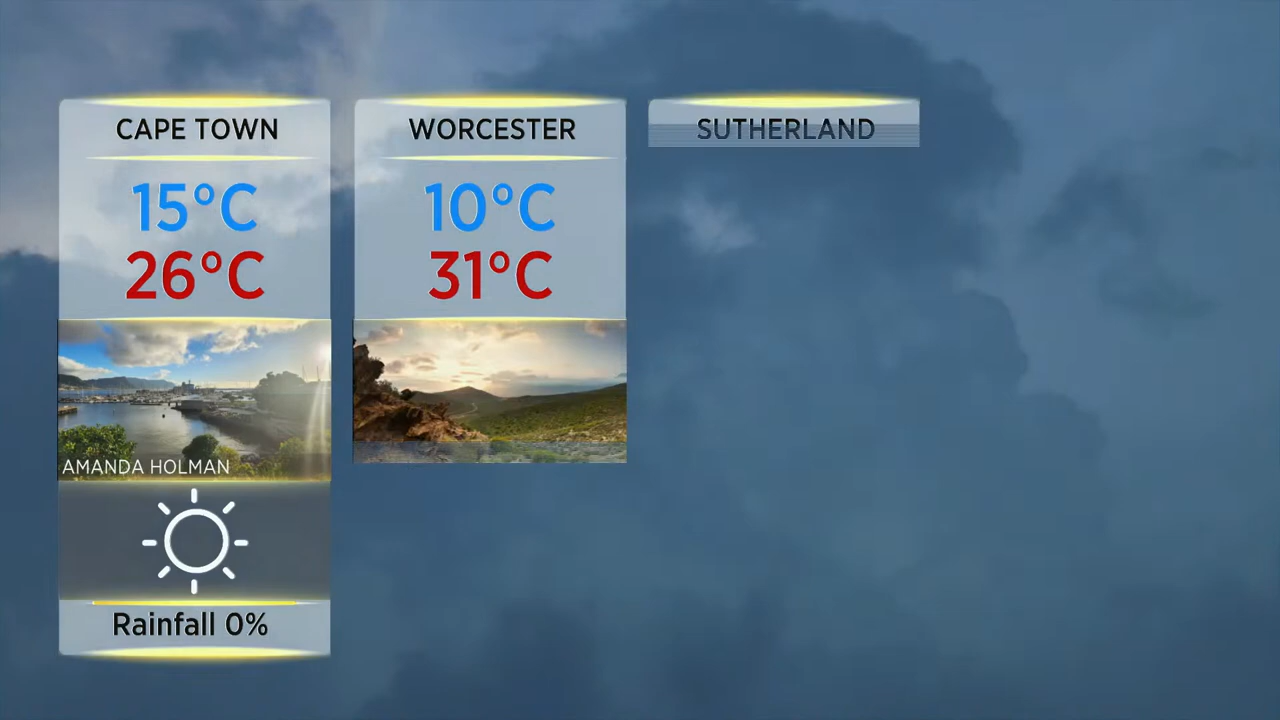 CAPE TOWN
15°C
26°C
AMANDA HOLMAN
Rainfall 0%
WORCESTER
10°C
31°C
SUTHERLAND